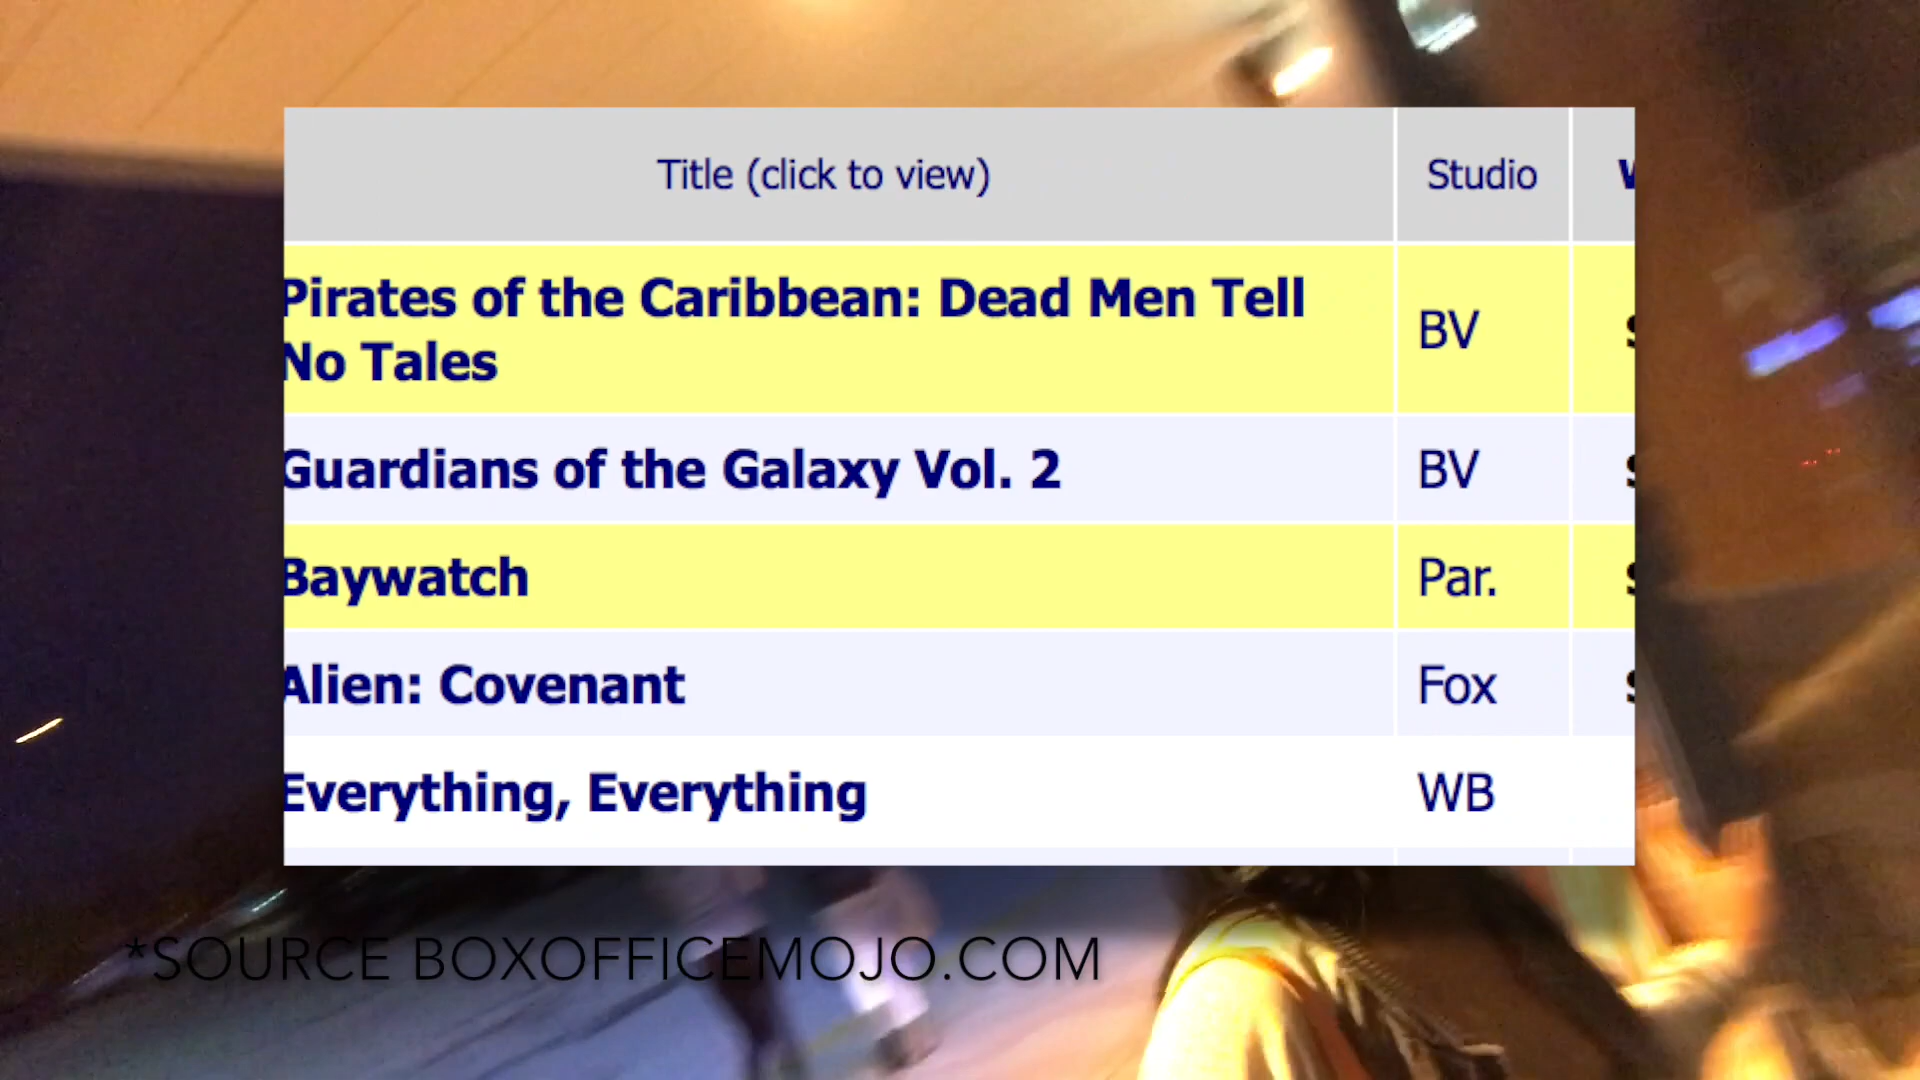 Title (click to view) Studio
Pirates of the Caribbean: Dead Men Tell
No Tales
BV
Guardians of the Galaxy Vol. 2 BV
Baywatch Par.
Alien: Covenant Fox
Everything, Everything WB
*SOURCE BOXOFFICEMOJO.COM